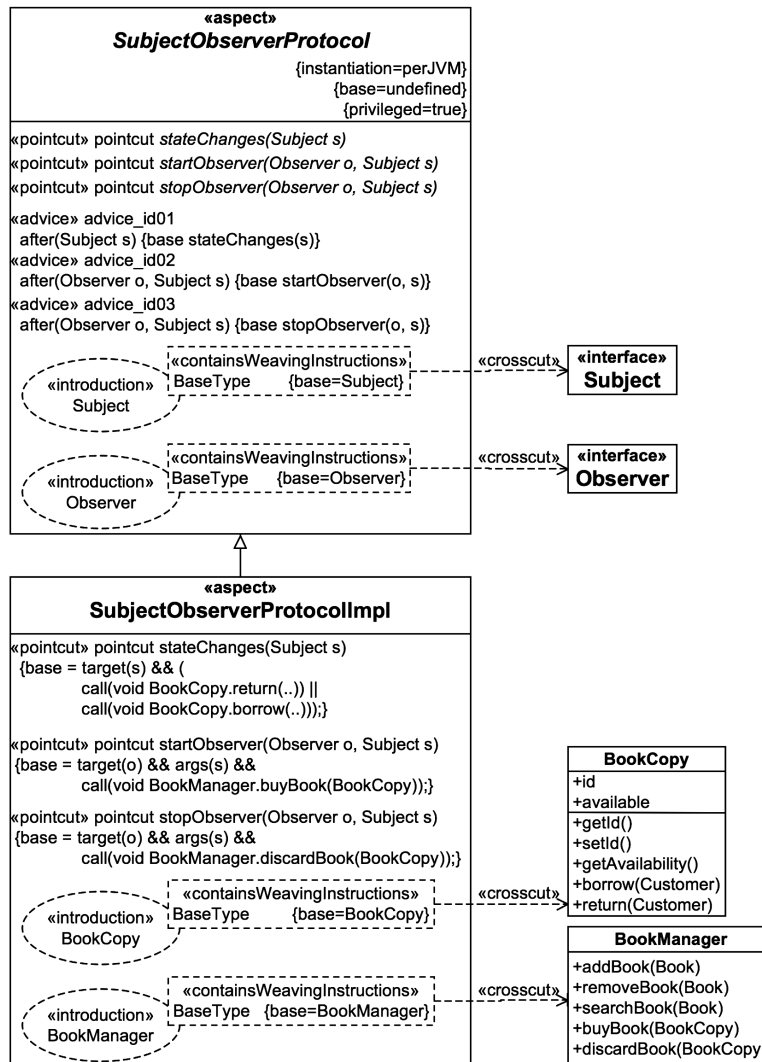 «aspect»
SubjectObserverProtocol
{instantiation=perJVM}
{base=undefined}
{privileged=true}
«pointcut» pointcut stateChanges(Subject s)
«pointcut» pointcut startObserver(Observer o, Subject s)
«pointcut» pointcut stopObserver(Observer o, Subject s)
«advice» advice_id01
after(Subject s) {base stateChanges(s)}
«advice» advice_id02
after(Observer o, Subject s) {base startObserver(o, s)}
«advice» advice_id03
after(Observer o, Subject s) {base stopObserver(o, s)}
«introduction»
Subject
«containsWeavingInstructions»
BaseType {base=Subject}
«crosscut»
«interface»
Subject
«introduction»
Observer
«containsWeavingInstructions»
BaseType {base=Observer}
«crosscut»
«interface»
Observer
«aspect»
SubjectObserverProtocolImpl
«pointcut» pointcut stateChanges(Subject s)
{base = target(s) && (
call(void BookCopy.return(..)) ||
call(void BookCopy.borrow(..)));}
«pointcut» pointcut startObserver(Observer o, Subject s)
{base = target(o) && args(s) &&
call(void BookManager.buyBook(BookCopy));}
«pointcut» pointcut stopObserver(Observer o, Subject s)
{base = target(o) && args(s) &&
call(void BookManager.discardBook(BookCopy));}
«introduction»
BookCopy
«containsWeavingInstructions»
BaseType {base=BookCopy}
«crosscut»
BookCopy
+id
+available
+getId()
+setId()
+getAvailability()
+borrow(Customer)
+return(Customer)
«introduction»
BookManager
«containsWeavingInstructions»
BaseType {base=BookManager}
«crosscut»
BookManager
+addBook(Book)
+removeBook(Book)
+searchBook(Book)
+buyBook(BookCopy)
+discardBook(BookCopy